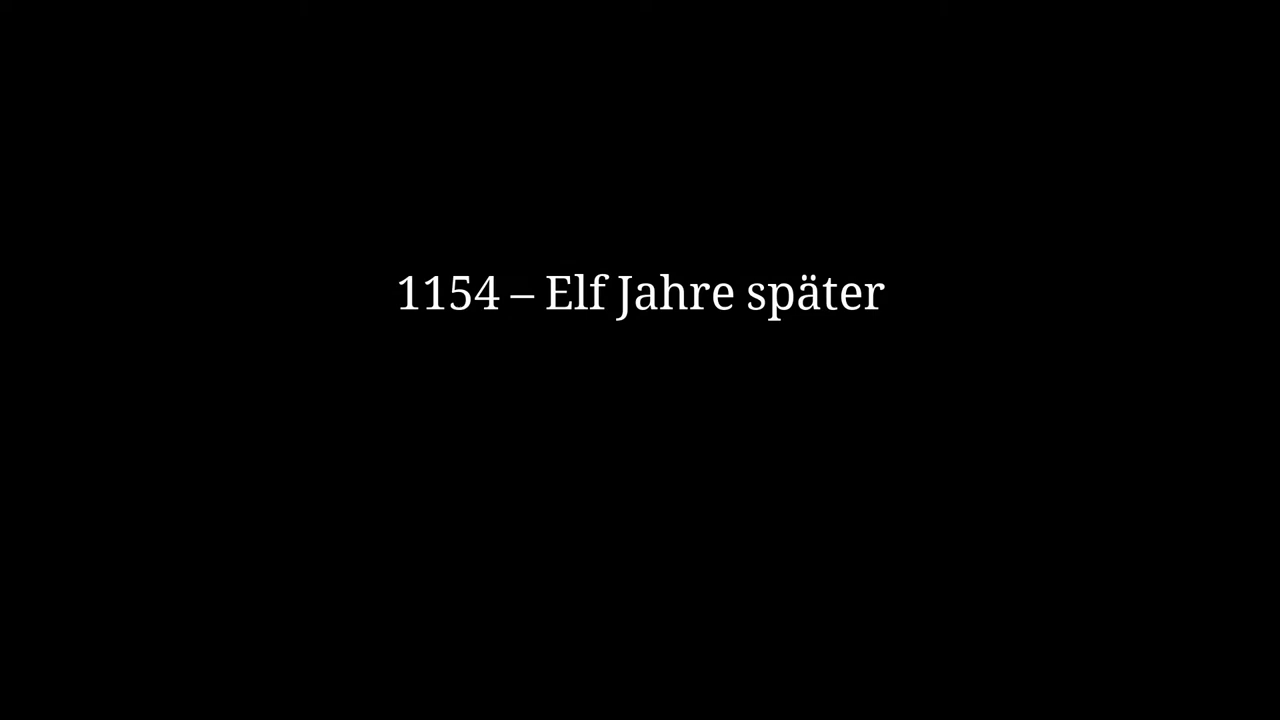 1154 – Elf Jahre später